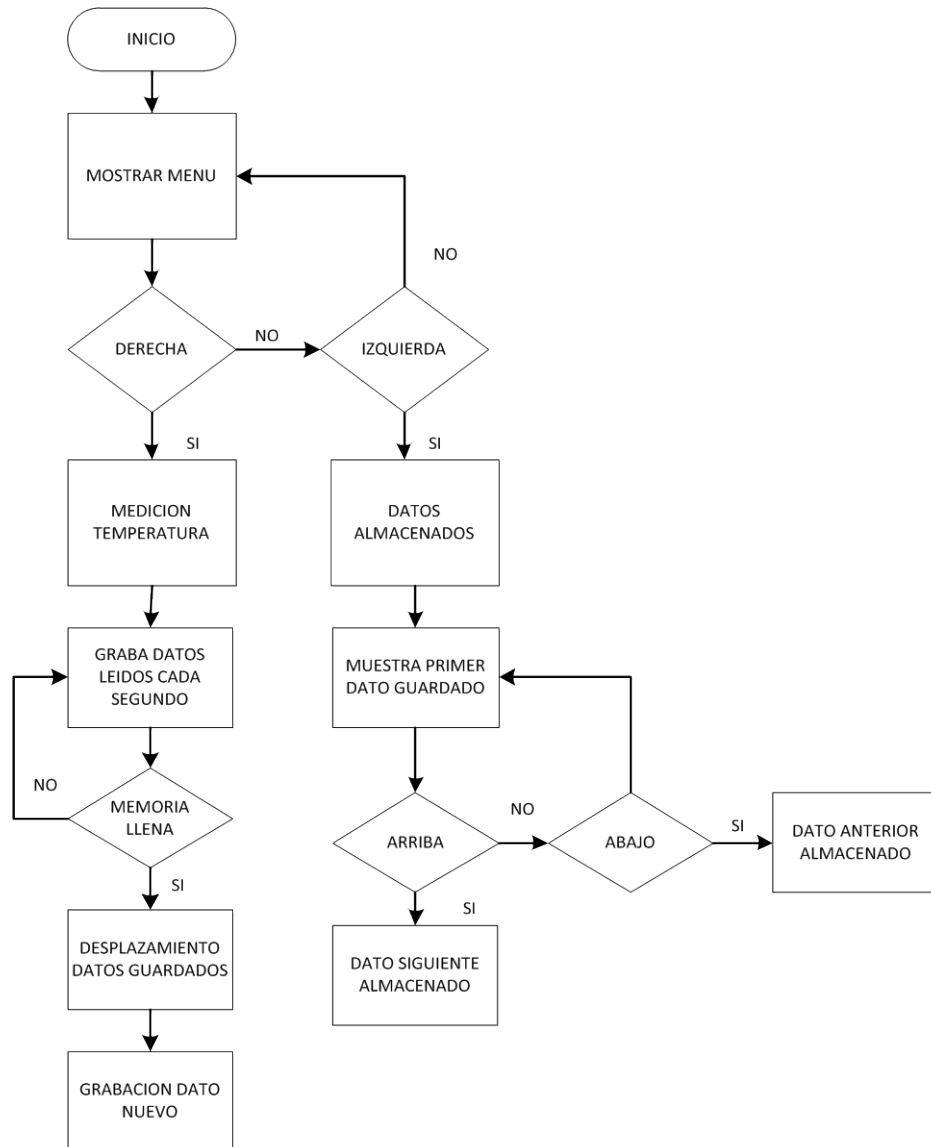 INICIO
MOSTRAR MENU
NO
DERECHA
NO
IZQUIERDA
SI
SI
MEDICION
TEMPERATURA
DATOS
ALMACENADOS
GRABA DATOS
LEIDOS CADA
SEGUNDO
MUESTRA PRIMER
DATO GUARDADO
NO
MEMORIA
LLENA
NO
ARRIBA
ABAJO
SI
DATO ANTERIOR
ALMACENADO
SI
SI
DESPLAZAMIENTO
DATOS GUARDADOS
DATO SIGUIENTE
ALMACENADO
GRABACION DATO
NUEVO